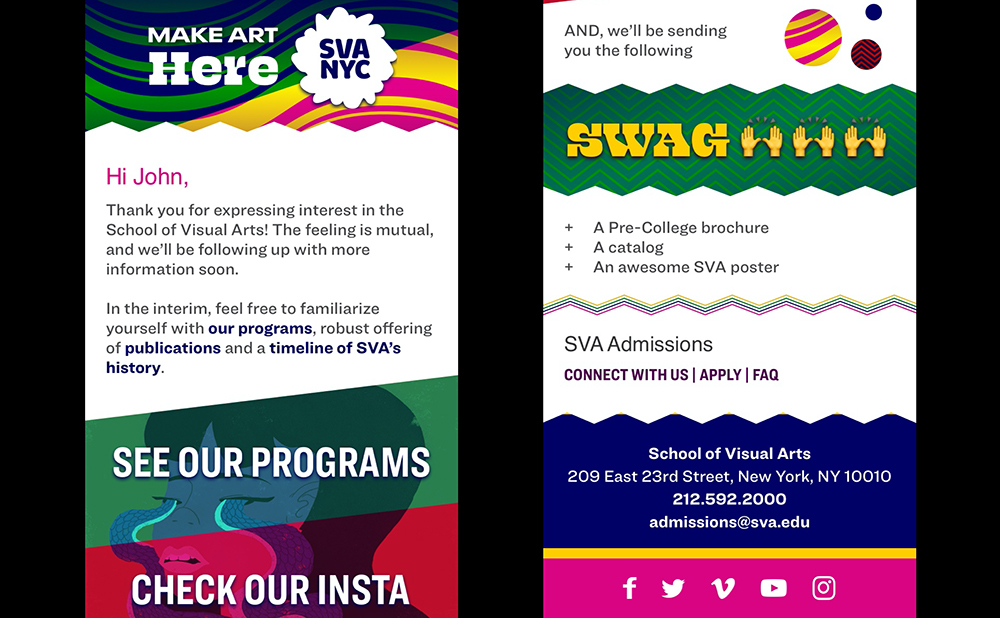 MAKE ART
Here
SVA
NYC
Hi John,
Thank you for expressing interest in the
School of Visual Arts! The feeling is mutual,
and we’ll be following up with more
information soon.
In the interim, feel free to familiarize
yourself with our programs, robust offering
of publications and a timeline of SVA’s
history.
SEE OUR PROGRAMS
CHECK OUR INSTA
AND, we’ll be sending
you the following
SWAG 🙌 🙌 🙌
+ A Pre-College brochure
+ A catalog
+ An awesome SVA poster
SVA Admissions
CONNECT WITH US | APPLY | FAQ
School of Visual Arts
209 East 23rd Street, New York, NY 10010
212.592.2000
admissions@sva.edu